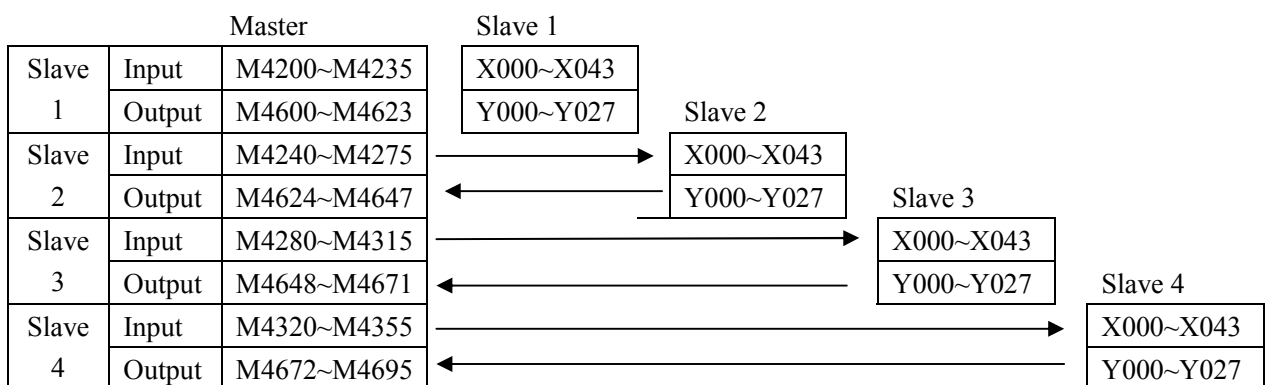 Master Slave 1
Slave 1 Input M4200~M4235 X000~X043
Output M4600~M4623 Y000~Y027 Slave 2
Slave 2 Input M4240~M4275 X000~X043
Output M4624~M4647 Y000~Y027 Slave 3
Slave 3 Input M4280~M4315 X000~X043
Output M4648~M4671 Y000~Y027 Slave 4
Slave 4 Input M4320~M4355 X000~X043
Output M4672~M4695 Y000~Y027